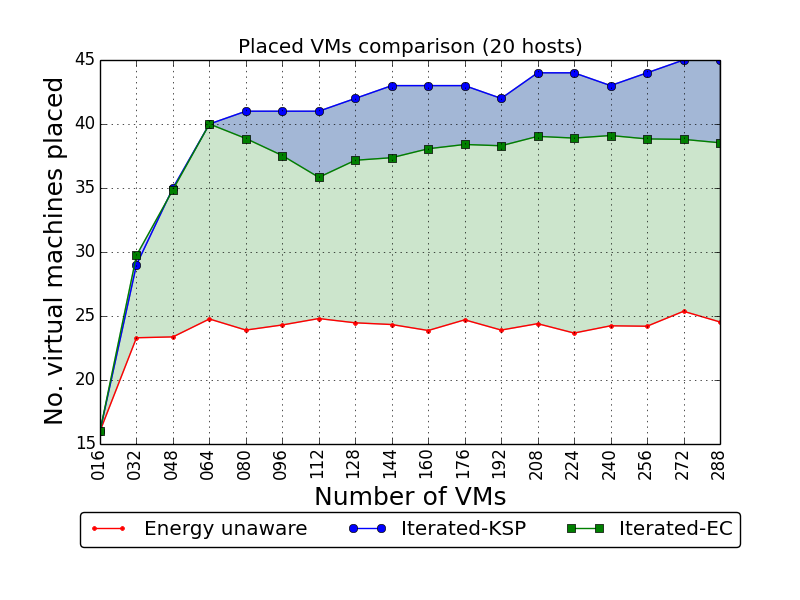 Placed VMs comparison (20 hosts)
No. virtual machines placed
45
40
35
30
25
20
15
016 032 048 064 080 096 112 128 144 160 176 192 208 224 240 256 272 288
Number of VMs
Energy unaware Iterated-KSP Iterated-EC